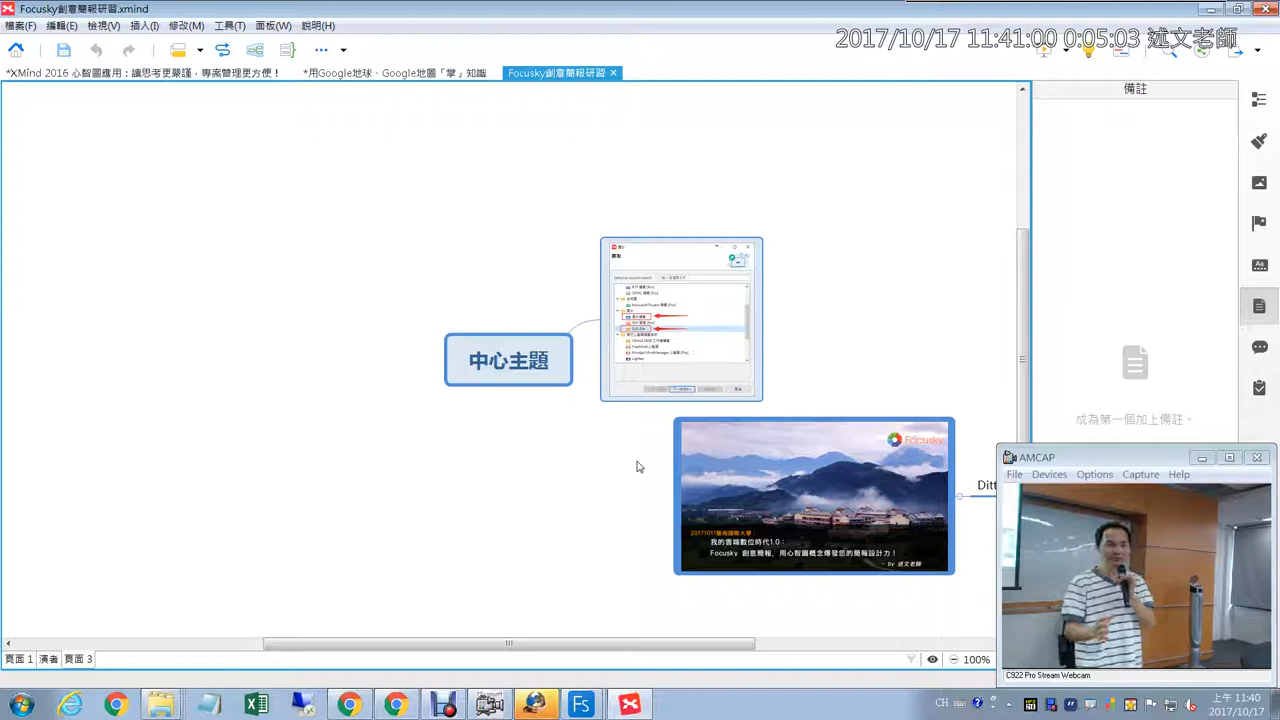 Focusky創意簡報研習.xmind
檔案(F) 編輯(E) 檢視(V) 插入(I) 修改(M) 工具(T) 面板(W) 說明(H)
2017/10/17 11:41:00 0:05:03 述文老師
*XMind 2016 心智圖應用：讓思考更嚴謹，專案管理更方便！ *用Google地球、Google地圖「掌」知識 Focusky創意簡報研習
備註
中心主題
Focusky
我的雲端數位時代1.0：
Focusky 創意簡報，用心智圖概念爆發您的簡報設計力！
~ by 述文老師
Ditt
成為第一個加上備註。
AMCAP
File Devices Options Capture Help
C922 Pro Stream Webcam
頁面 1 演者 頁面 3
100%
CH
上午 11:40
2017/10/17